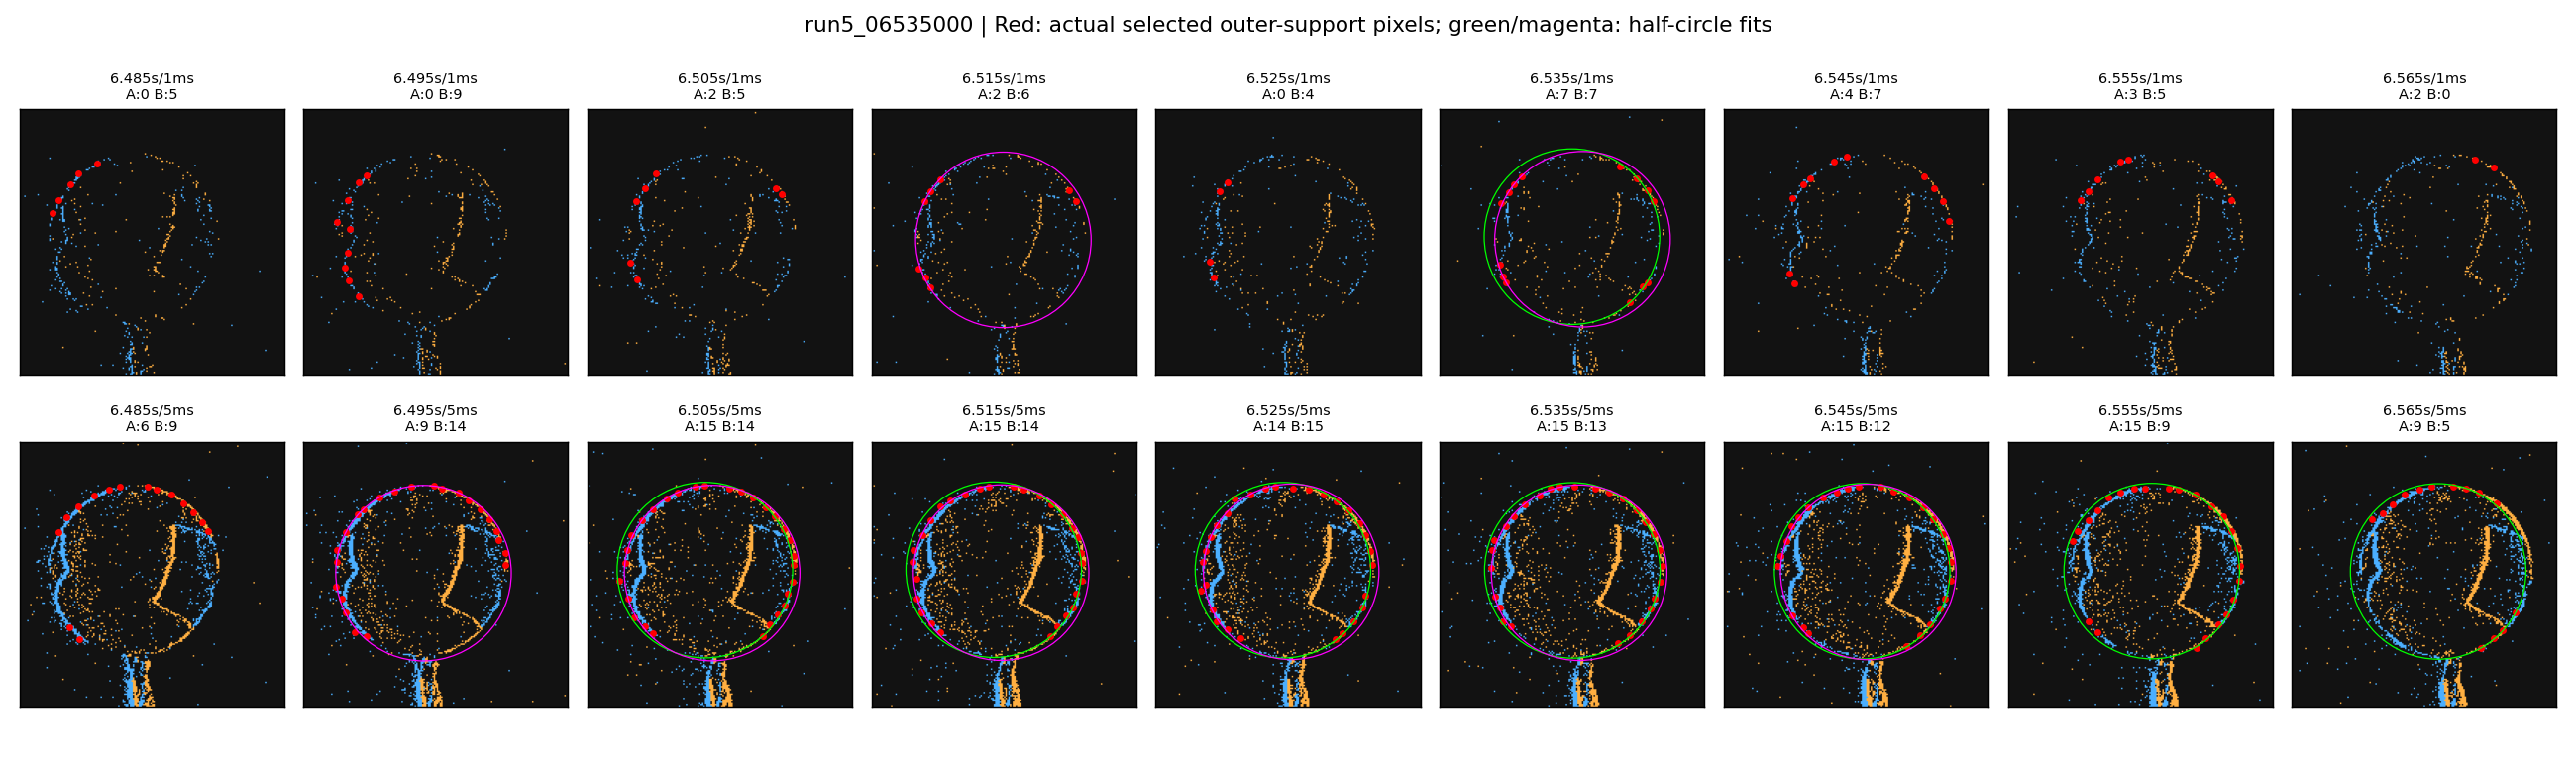 run5_06535000 | Red: actual selected outer-support pixels; green/magenta: half-circle fits
6.485s/1ms
A:0 B:5
6.495s/1ms
A:0 B:9
6.505s/1ms
A:2 B:5
6.515s/1ms
A:2 B:6
6.525s/1ms
A:0 B:4
6.535s/1ms
A:7 B:7
6.545s/1ms
A:4 B:7
6.555s/1ms
A:3 B:5
6.565s/1ms
A:2 B:0
6.485s/5ms
A:6 B:9
6.495s/5ms
A:9 B:14
6.505s/5ms
A:15 B:14
6.515s/5ms
A:15 B:14
6.525s/5ms
A:14 B:15
6.535s/5ms
A:15 B:13
6.545s/5ms
A:15 B:12
6.555s/5ms
A:15 B:9
6.565s/5ms
A:9 B:5